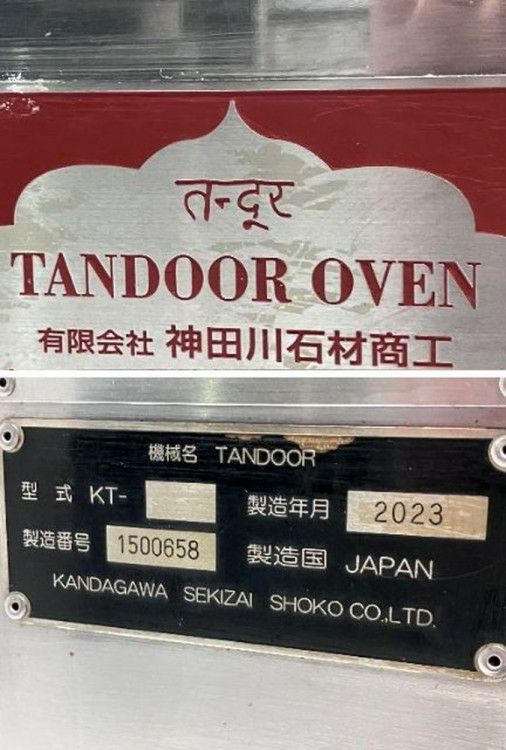 तन्दूर
TANDOOR OVEN
有限会社 神田川石材商工
機械名 TANDOOR
型式 KT- 製造年月 2023
製造番号 1500658 製造国 JAPAN
KANDAGAWA SEKIZAI SHOKO CO.,LTD.